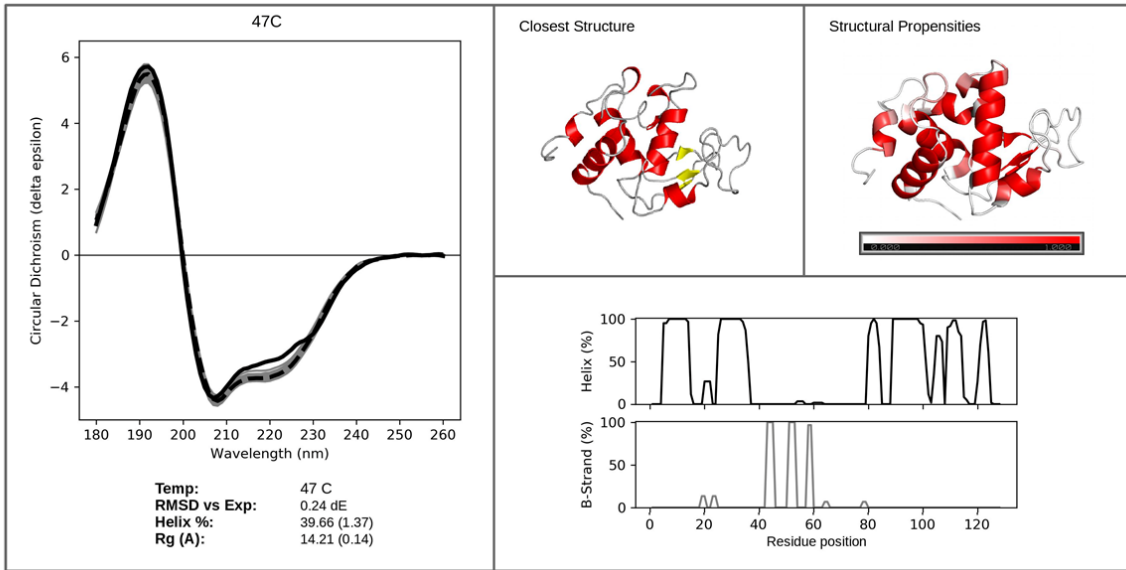 47C
Circular Dichroism (delta epsilon)
6
4
2
0
−2
−4
180 190 200 210 220 230 240 250 260
Wavelength (nm)
Temp: 47 C
RMSD vs Exp: 0.24 dE
Helix %: 39.66 (1.37)
Rg (A): 14.21 (0.14)
Closest Structure
Structural Propensities
0.000 1.000
Helix (%)
100
50
0
B-Strand (%)
100
50
0
0 20 40 60 80 100 120
Residue position